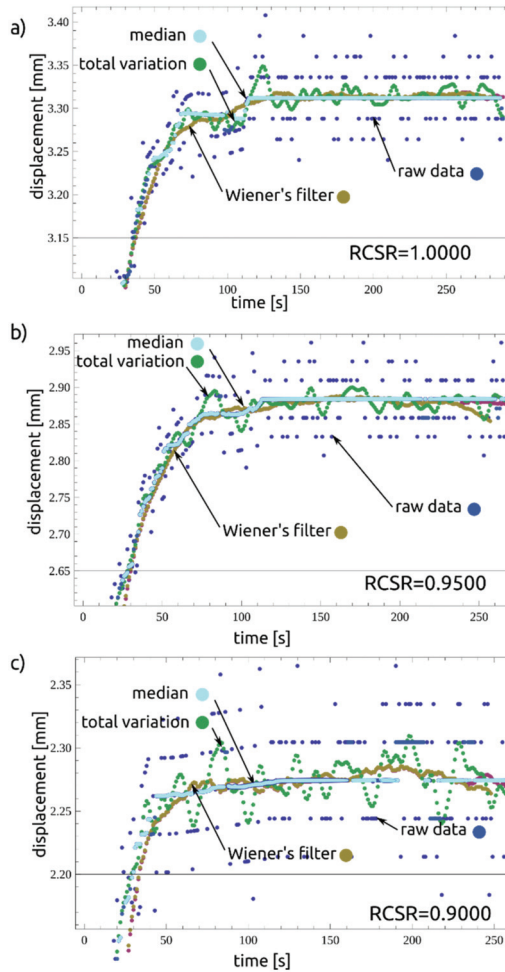 a)
median
total variation
Wiener's filter
raw data
RCSR=1.0000
displacement [mm]
3.40
3.35
3.30
3.25
3.20
3.15
3.10
0 50 100 150 200 250
time [s]
b)
median
total variation
Wiener's filter
raw data
RCSR=0.9500
displacement [mm]
2.95
2.90
2.85
2.80
2.75
2.70
2.65
0 50 100 150 200 250
time [s]
c)
median
total variation
Wiener's filter
raw data
RCSR=0.9000
displacement [mm]
2.35
2.30
2.25
2.20
0 50 100 150 200 250
time [s]